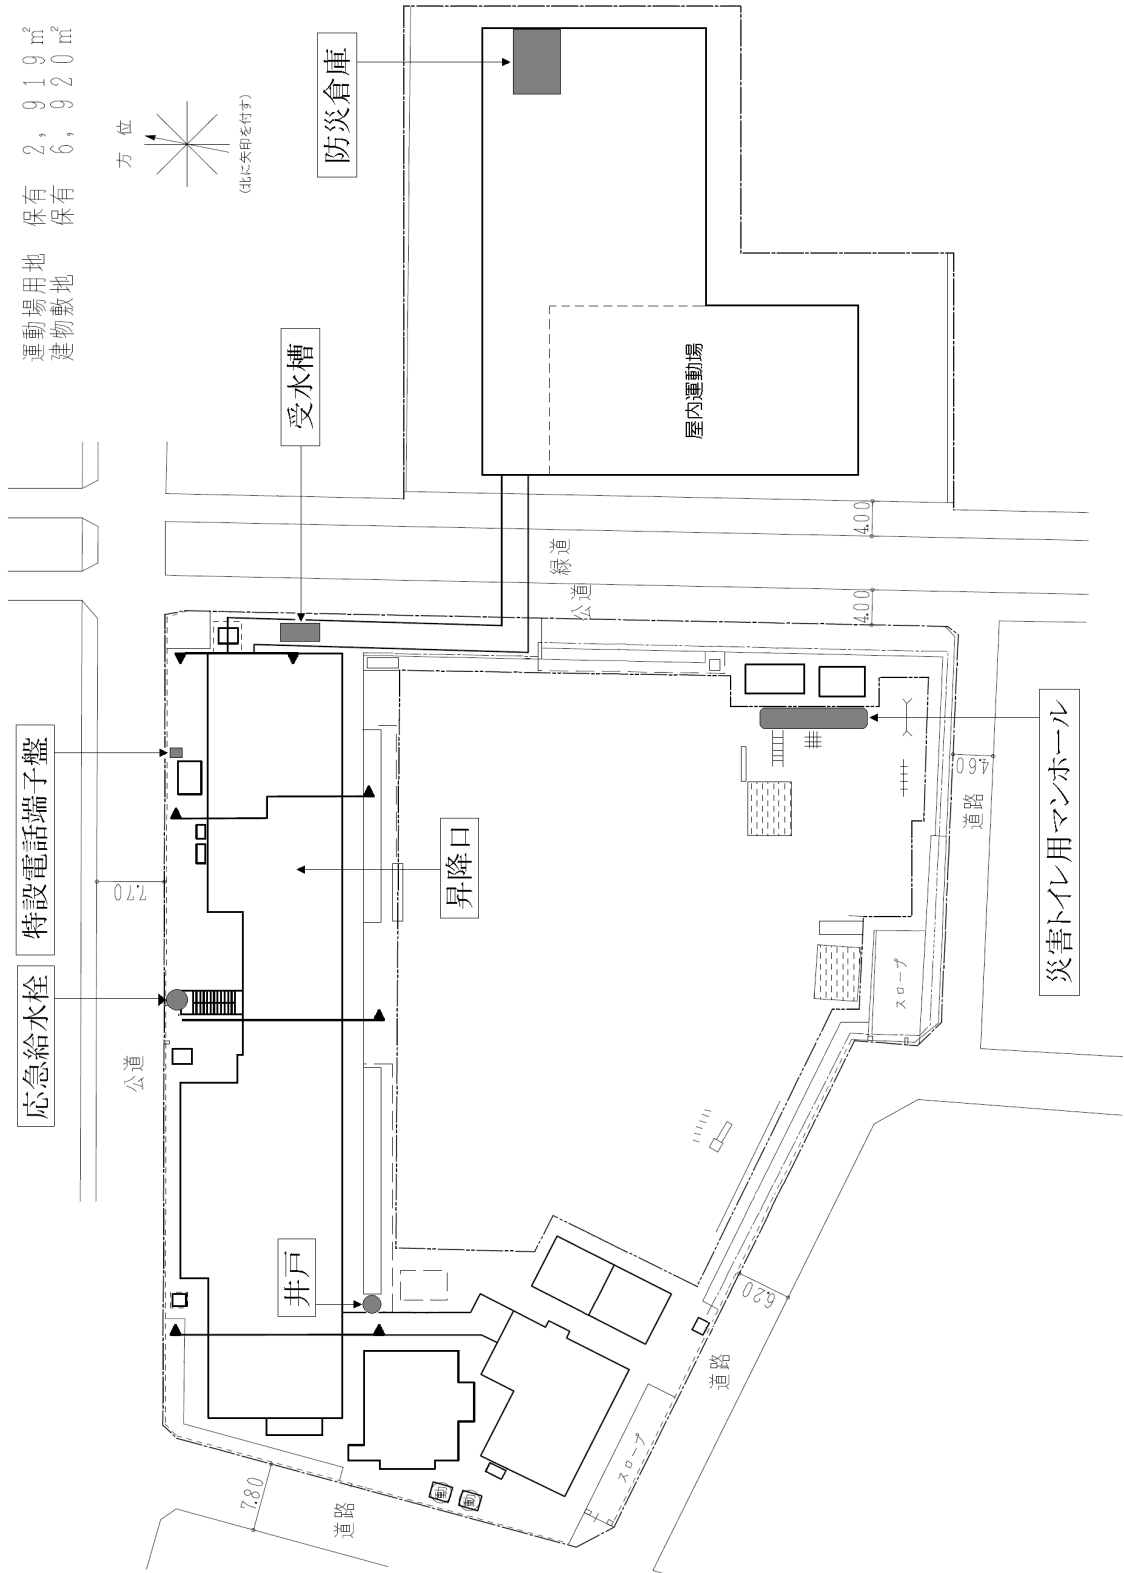 運動場用地 保有 2,919㎡
建物敷地 保有 6,920㎡
方位
(北に矢印を付す)
防災倉庫
受水槽
屋内運動場
緑道
公道
4.00
4.00
特設電話端子盤
応急給水栓
7.70
公道
昇降口
井戸
災害トイレ用マンホール
4.60
道路
スロープ
6.20
道路
スロープ
7.80
道路
動
動